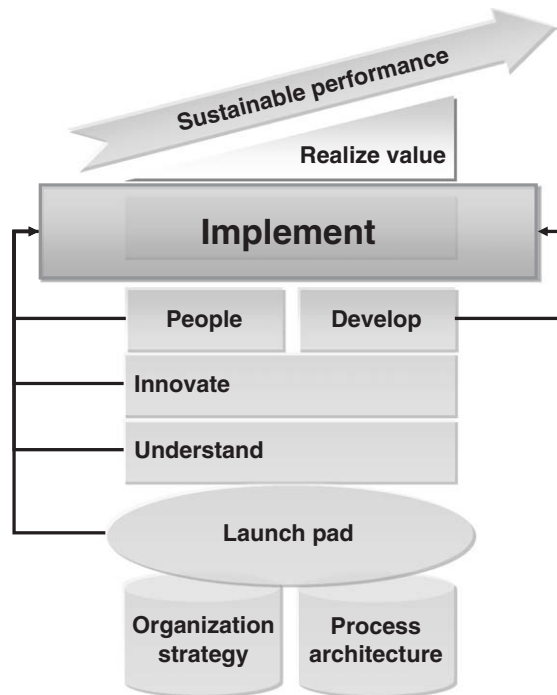 Sustainable performance
Realize value
Implement
People
Develop
Innovate
Understand
Launch pad
Organization
strategy
Process
architecture